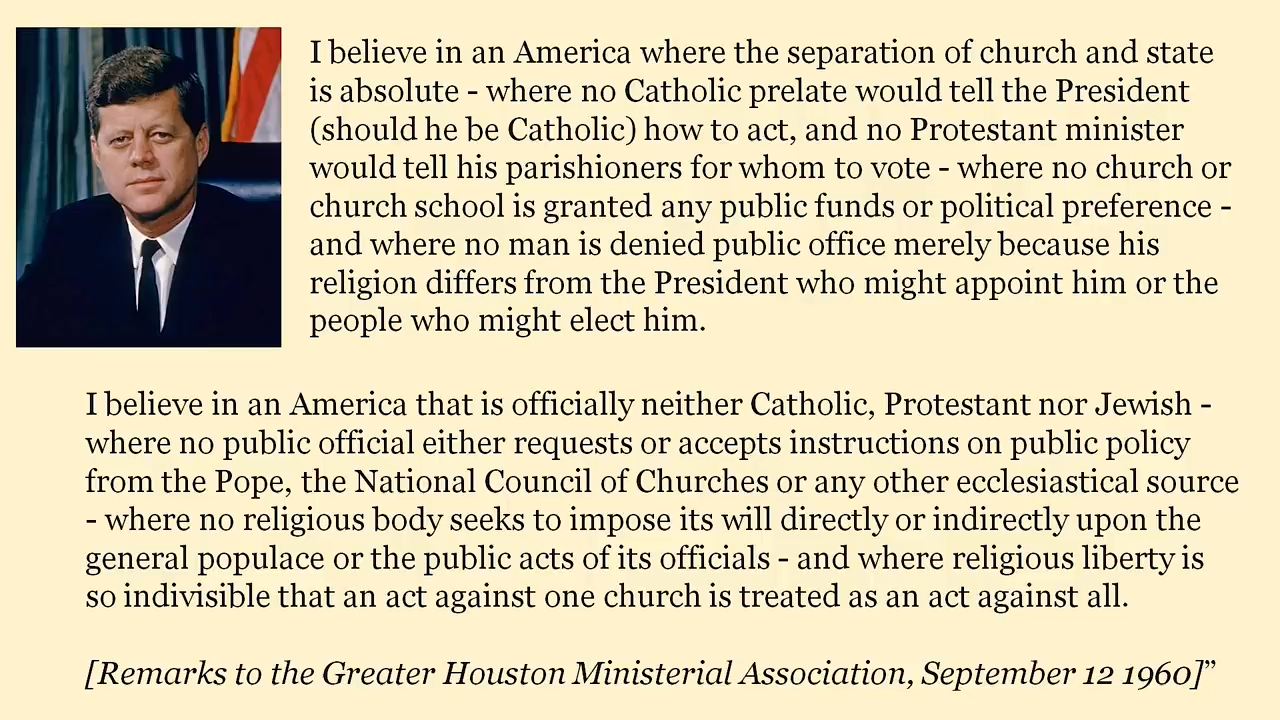 I believe in an America where the separation of church and state
is absolute - where no Catholic prelate would tell the President
(should he be Catholic) how to act, and no Protestant minister
would tell his parishioners for whom to vote - where no church or
church school is granted any public funds or political preference -
and where no man is denied public office merely because his
religion differs from the President who might appoint him or the
people who might elect him.
I believe in an America that is officially neither Catholic, Protestant nor Jewish -
where no public official either requests or accepts instructions on public policy
from the Pope, the National Council of Churches or any other ecclesiastical source
- where no religious body seeks to impose its will directly or indirectly upon the
general populace or the public acts of its officials - and where religious liberty is
so indivisible that an act against one church is treated as an act against all.
[Remarks to the Greater Houston Ministerial Association, September 12 1960]”